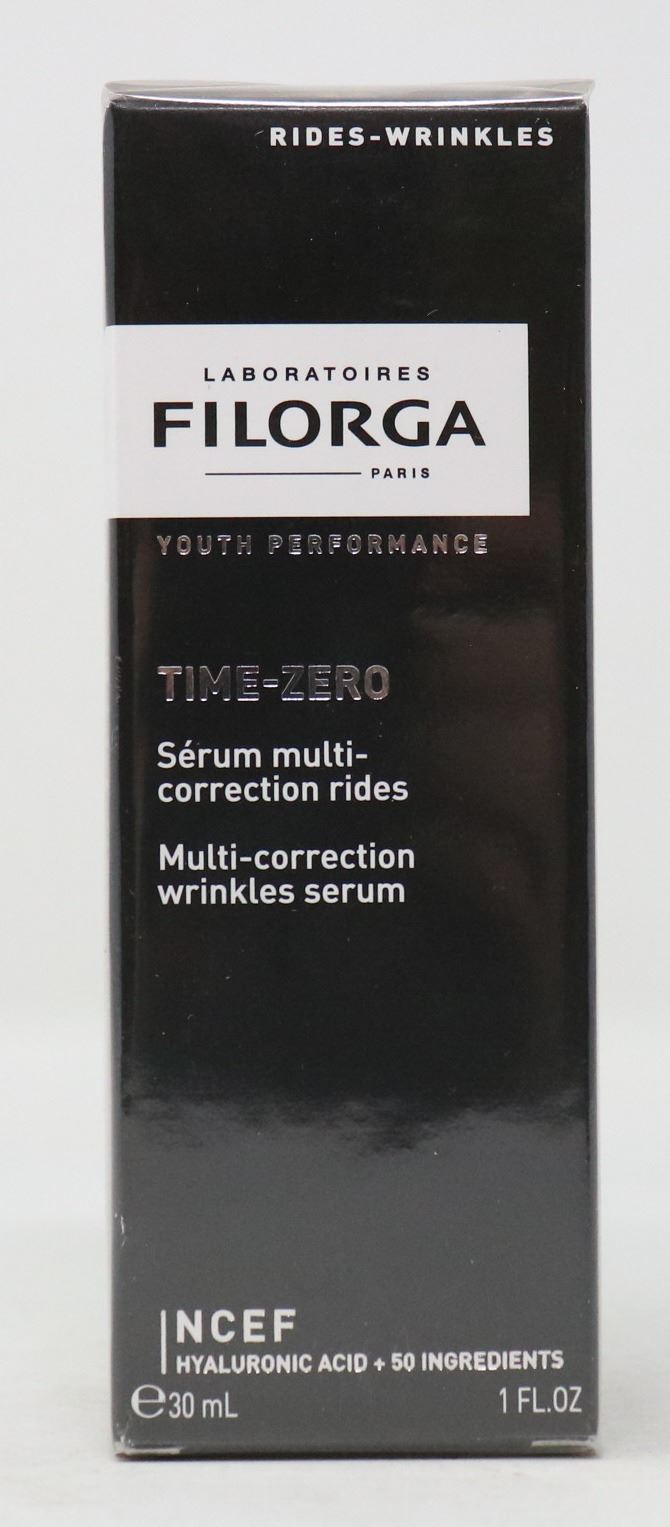 RIDES-WRINKLES
LABORATOIRES
FILORGA
PARIS
YOUTH PERFORMANCE
TIME-ZERO
Sérum multi-
correction rides
Multi-correction
wrinkles serum
NCEF
HYALURONIC ACID + 50 INGREDIENTS
℮30 mL 1 FL.OZ